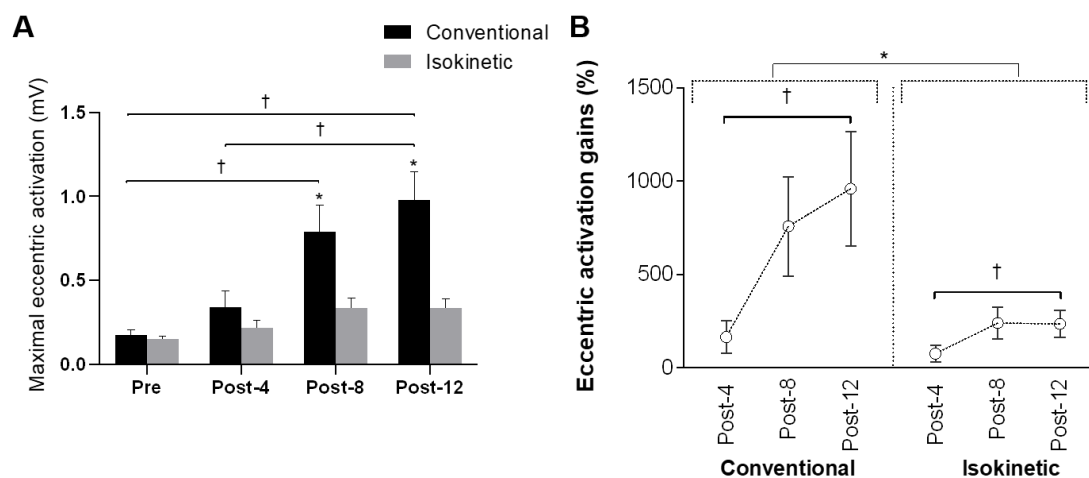 A
Conventional
Isokinetic
Maximal eccentric activation (mV)
1.5
1.0
0.5
0.0
†
†
†
*
*
Pre
Post-4
Post-8
Post-12
B
Eccentric activation gains (%)
1500
1000
500
0
*
†
†
Post-4
Post-8
Post-12
Post-4
Post-8
Post-12
Conventional
Isokinetic